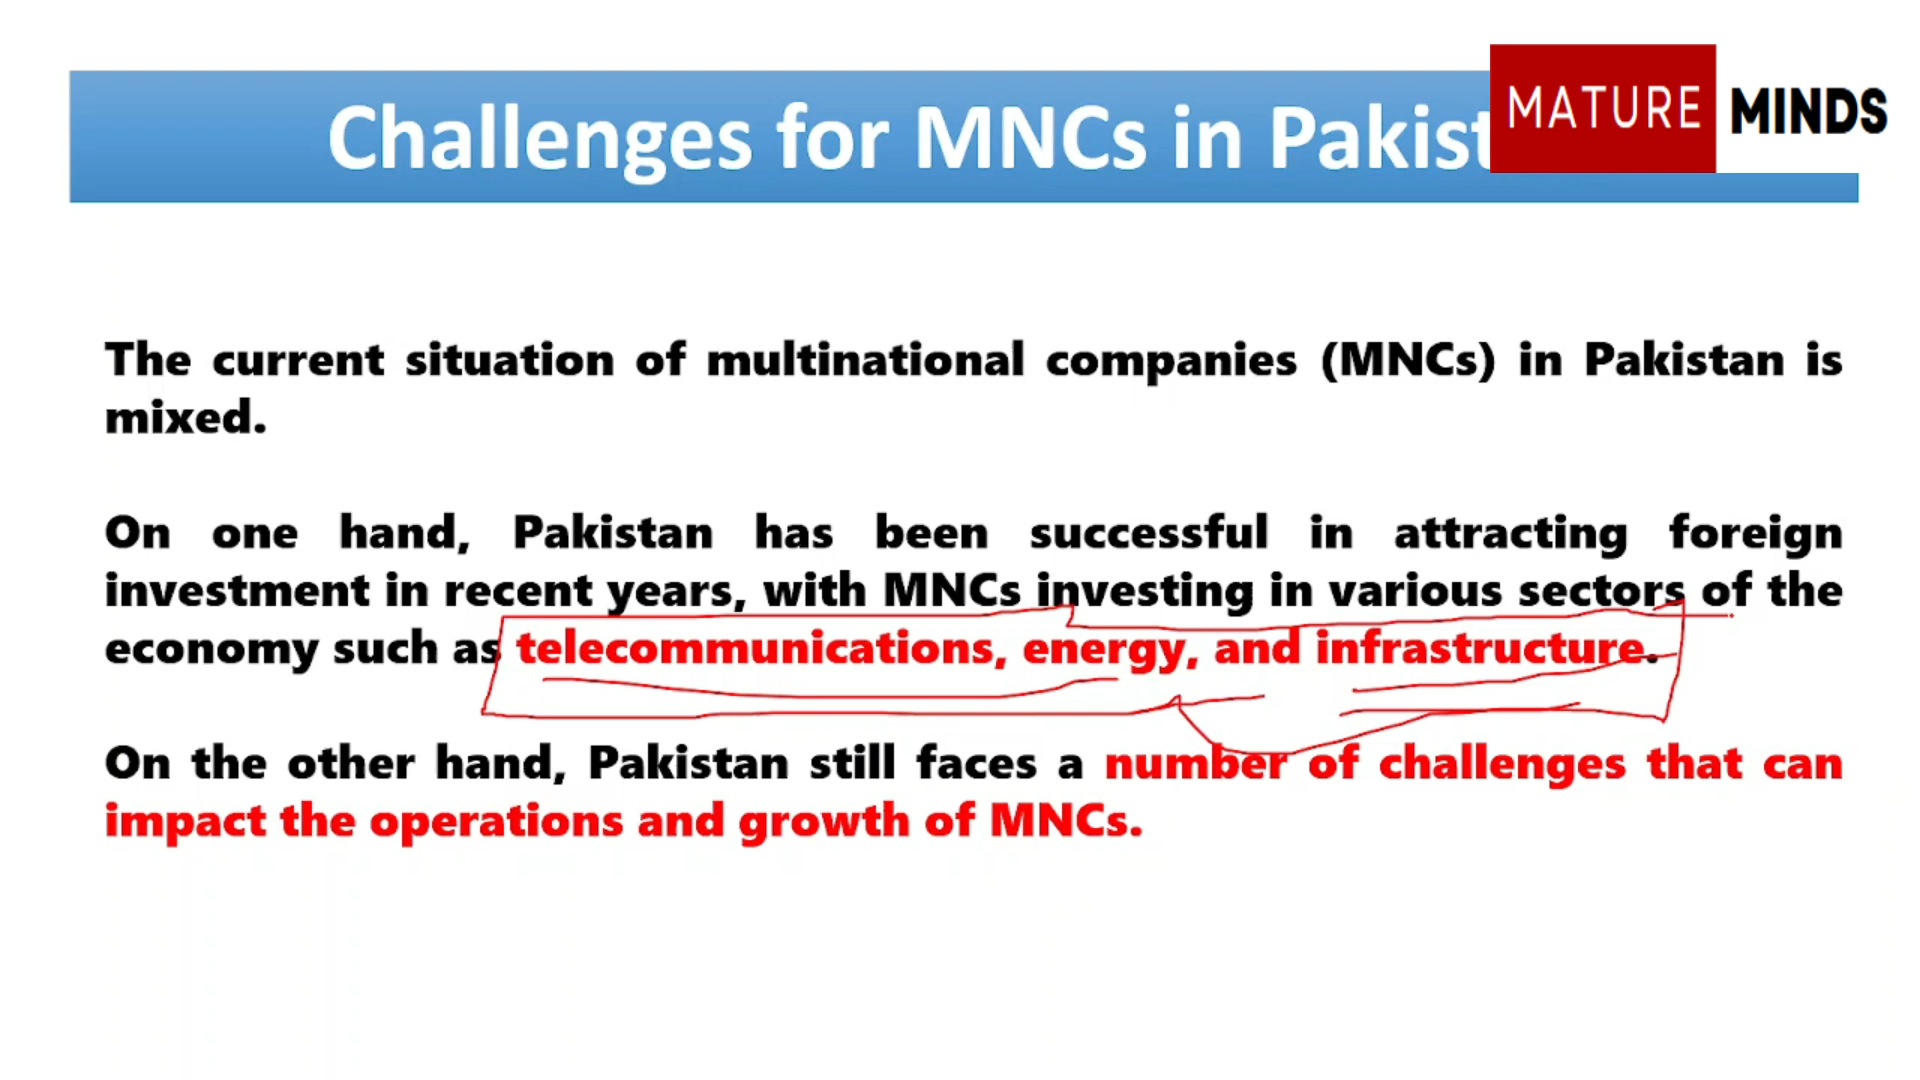 Challenges for MNCs in Pakist
MATURE MINDS
The current situation of multinational companies (MNCs) in Pakistan is
mixed.
On one hand, Pakistan has been successful in attracting foreign
investment in recent years, with MNCs investing in various sectors of the
economy such as telecommunications, energy, and infrastructure.
On the other hand, Pakistan still faces a number of challenges that can
impact the operations and growth of MNCs.